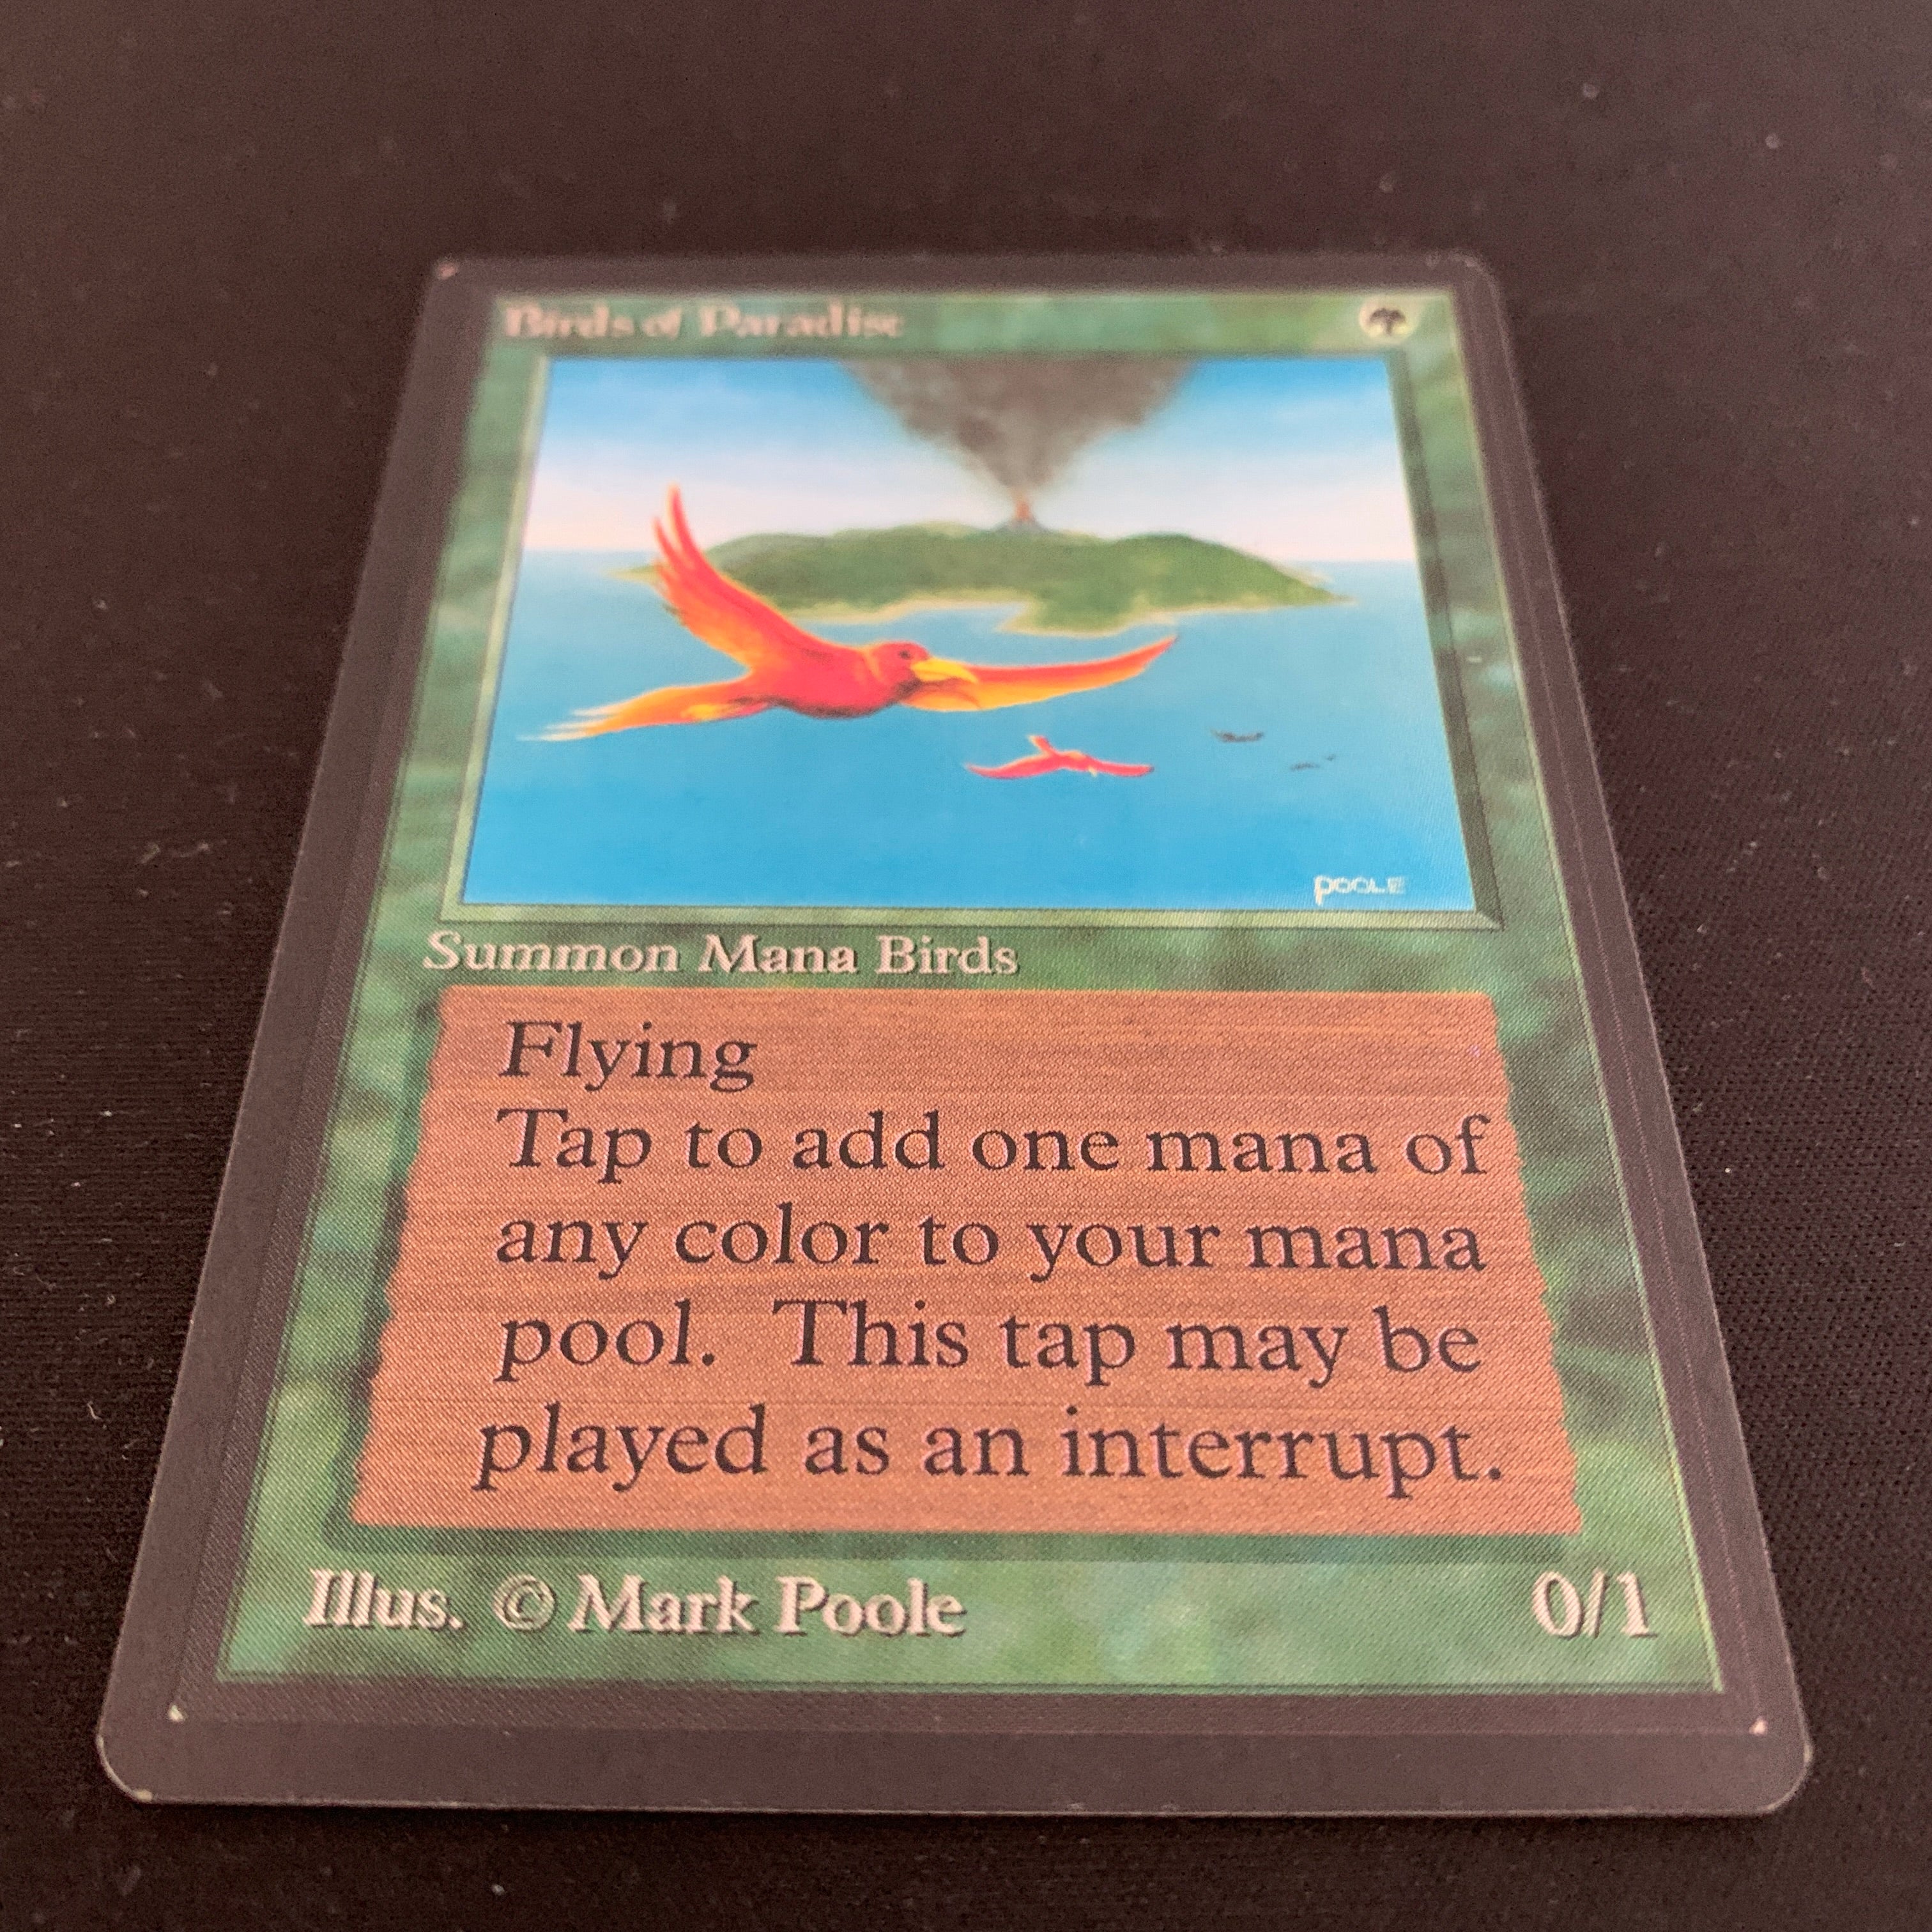 Birds of Paradise
POOLE
Summon Mana Birds
Flying
Tap to add one mana of
any color to your mana
pool. This tap may be
played as an interrupt.
Illus. © Mark Poole
0/1